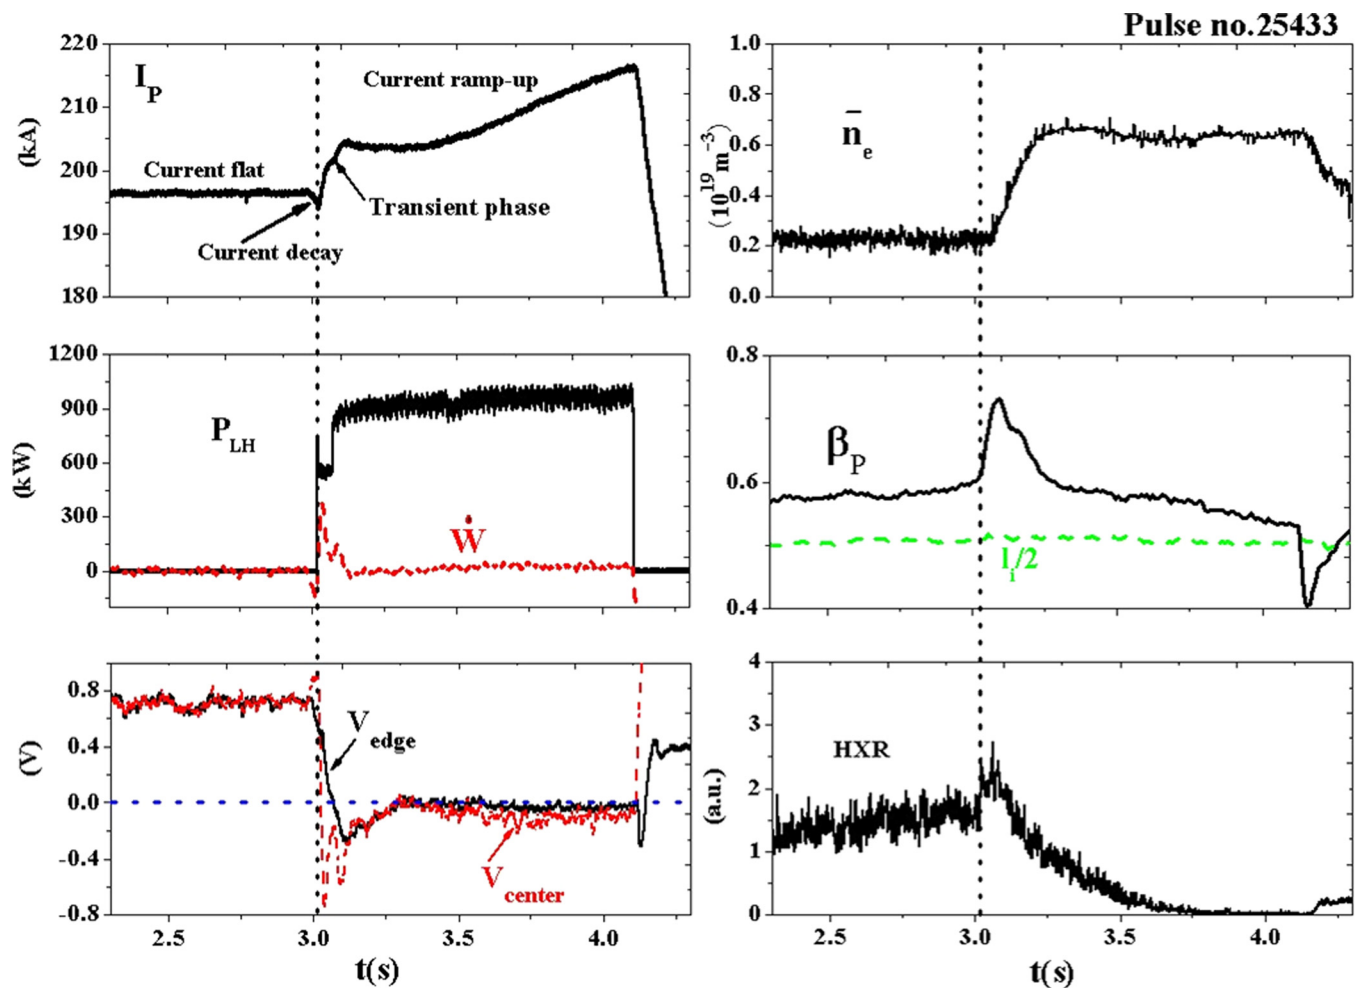 Pulse no.25433
220
210
200
190
180
(kA)
I_P
Current ramp-up
Current flat
Transient phase
Current decay
1.0
0.8
0.6
0.4
0.2
0.0
(10^19 m^-3)
n̄_e
1200
900
600
300
0
(kW)
P_LH
Ẇ
0.8
0.6
0.4
β_P
l_i/2
0.8
0.4
0.0
-0.4
-0.8
(V)
V_edge
V_center
2.5
3.0
3.5
4.0
t(s)
4
3
2
1
0
(a.u.)
HXR
2.5
3.0
3.5
4.0
t(s)